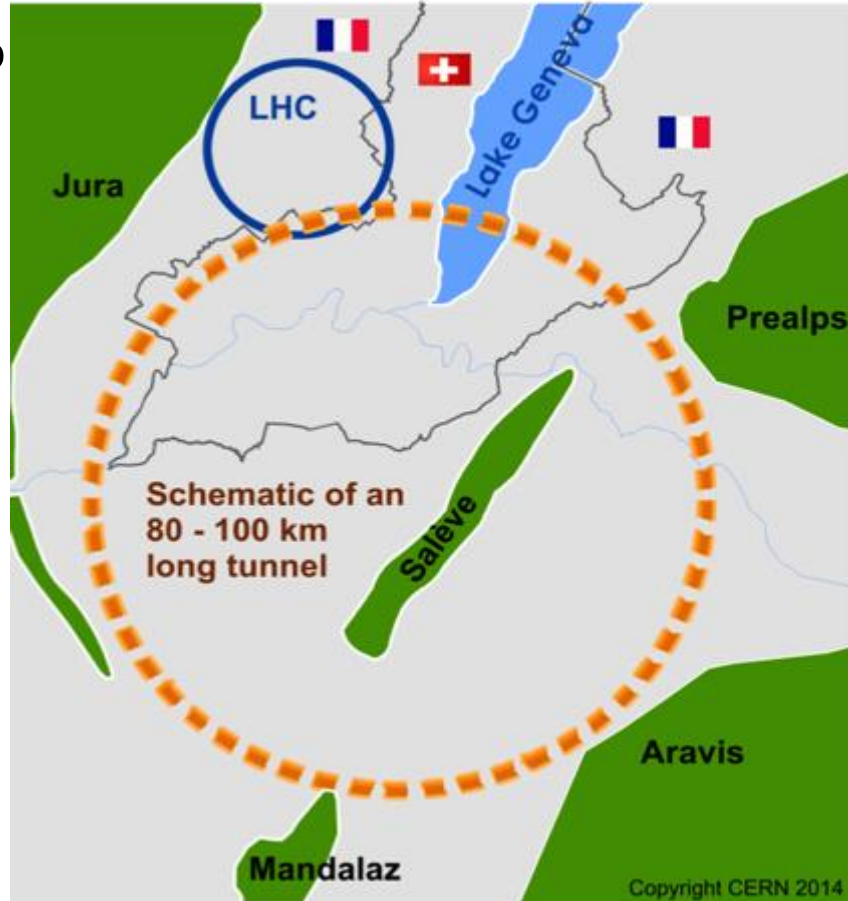 LHC
Lake Geneva
Jura
Prealps
Schematic of an
80 - 100 km
long tunnel
Salève
Aravis
Mandalaz
Copyright CERN 2014